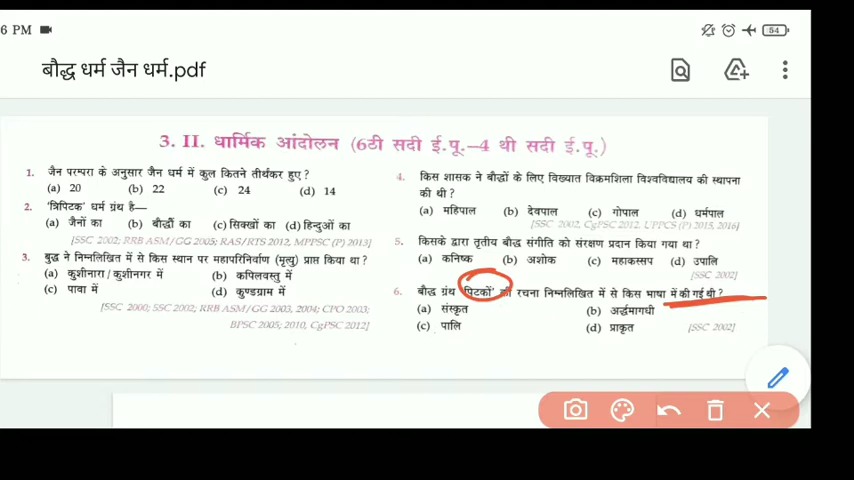 6 PM
54
बौद्ध धर्म जैन धर्म.pdf
3. II. धार्मिक आंदोलन (6ठी सदी ई.पू.–4 थी सदी ई.पू.)
1. जैन परम्परा के अनुसार जैन धर्म में कुल कितने तीर्थंकर हुए ?
(a) 20 (b) 22 (c) 24 (d) 14
2. 'त्रिपिटक' धर्म ग्रंथ है—
(a) जैनों का (b) बौद्धों का (c) सिक्खों का (d) हिन्दुओं का
[SSC 2002; RRB ASM/GG 2005; RAS/RTS 2012, MPPSC (P) 2013]
3. बुद्ध ने निम्नलिखित में से किस स्थान पर महापरिनिर्वाण (मृत्यु) प्राप्त किया था ?
(a) कुशीनारा/कुशीनगर में (b) कपिलवस्तु में
(c) पावा में (d) कुण्डग्राम में
[SSC 2000; SSC 2002; RRB ASM/GG 2003, 2004; CPO 2003;
BPSC 2005; 2010, CgPSC 2012]
4. किस शासक ने बौद्धों के लिए विख्यात विक्रमशिला विश्वविद्यालय की स्थापना
की थी ?
(a) महिपाल (b) देवपाल (c) गोपाल (d) धर्मपाल
[SSC 2002, CgPSC 2012, UPPCS (P) 2015, 2016]
5. किसके द्वारा तृतीय बौद्ध संगीति को संरक्षण प्रदान किया गया था ?
(a) कनिष्क (b) अशोक (c) महाकस्सप (d) उपालि
[SSC 2002]
6. बौद्ध ग्रंथ 'पिटकों' की रचना निम्नलिखित में से किस भाषा में की गई थी ?
(a) संस्कृत (b) अर्द्धमागधी
(c) पालि (d) प्राकृत [SSC 2002]